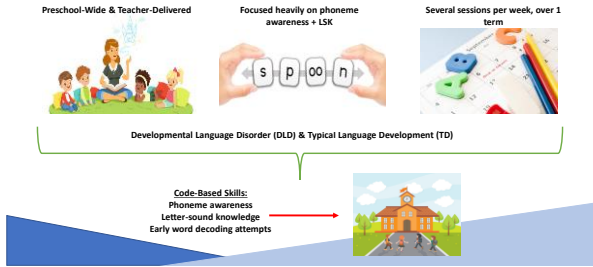 Preschool-Wide & Teacher-Delivered
Focused heavily on phoneme
awareness + LSK
Several sessions per week, over 1
term
s p oo n
Developmental Language Disorder (DLD) & Typical Language Development (TD)
Code-Based Skills:
Phoneme awareness
Letter-sound knowledge
Early word decoding attempts